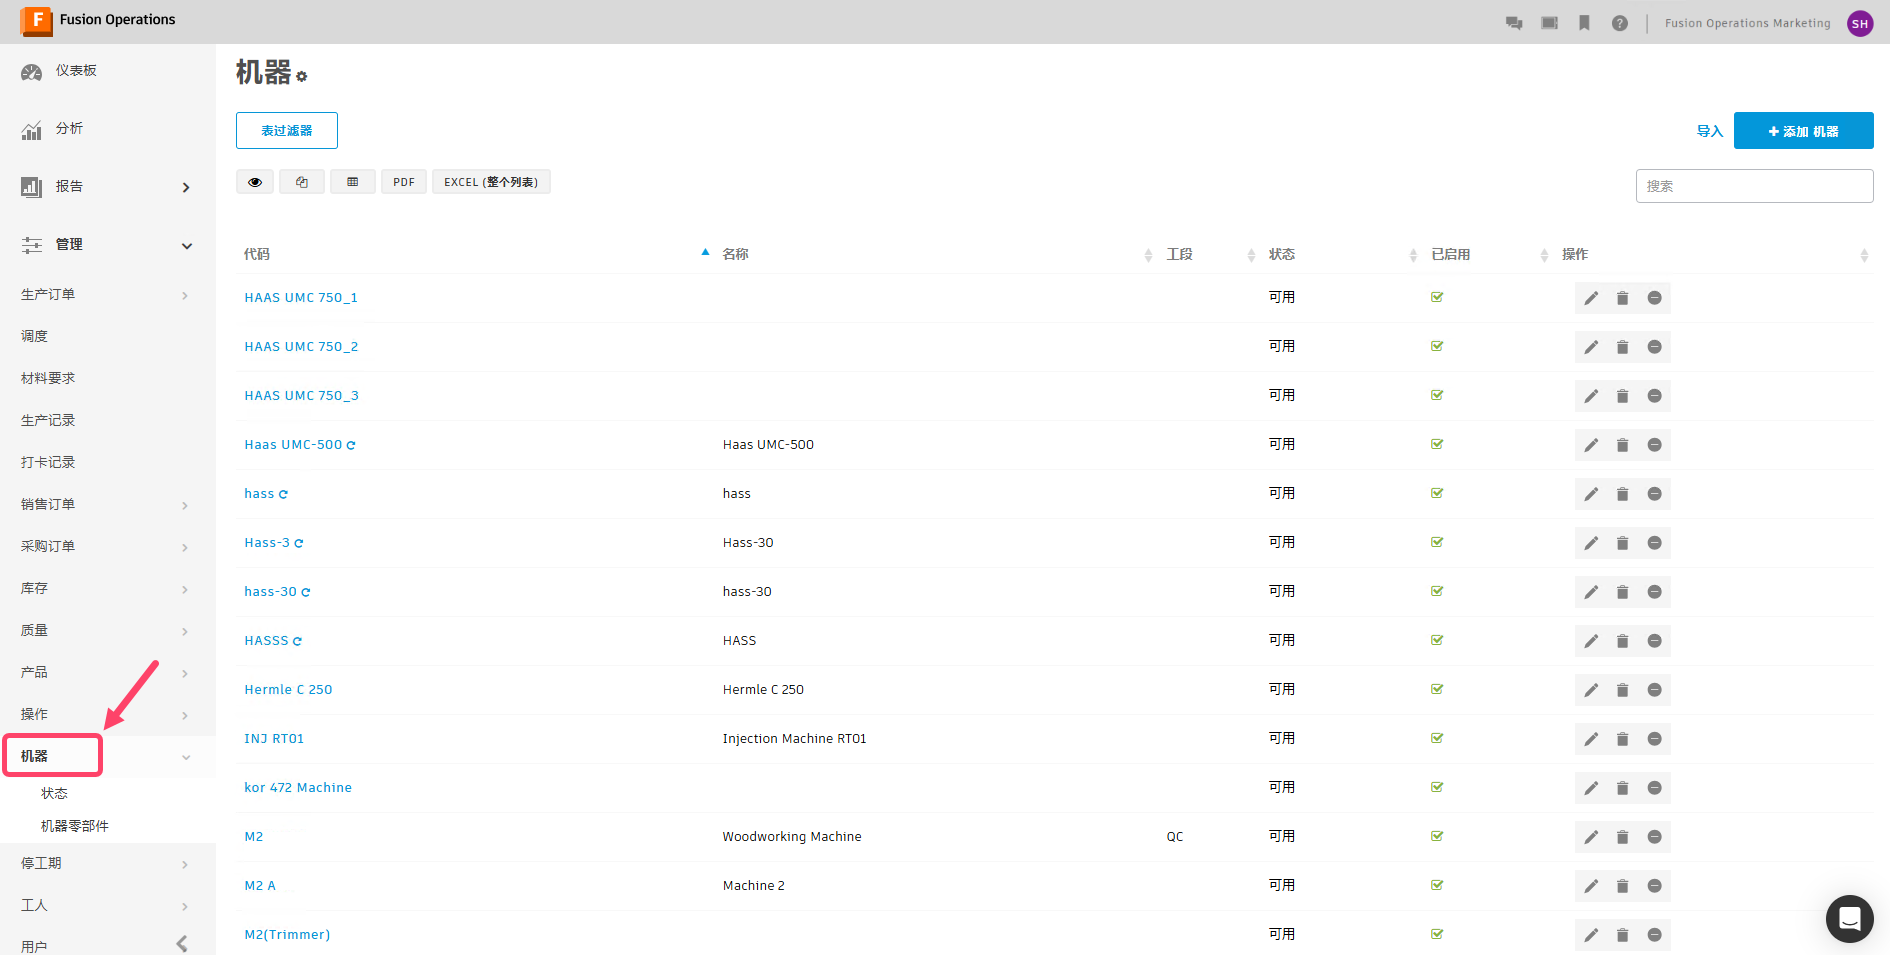 F Fusion Operations
? Fusion Operations Marketing SH
仪表板
分析
报告
管理
生产订单
调度
材料要求
生产记录
打卡记录
销售订单
采购订单
库存
质量
产品
操作
机器
状态
机器零部件
停工期
工人
用户
机器
表过滤器
导入
添加 机器
PDF
EXCEL (整个列表)
搜索
代码 名称 工段 状态 已启用 操作
HAAS UMC 750_1 可用
HAAS UMC 750_2 可用
HAAS UMC 750_3 可用
Haas UMC-500 Haas UMC-500 可用
hass hass 可用
Hass-3 Hass-30 可用
hass-30 hass-30 可用
HASSS HASS 可用
Hermle C 250 Hermle C 250 可用
INJ RT01 Injection Machine RT01 可用
kor 472 Machine 可用
M2 Woodworking Machine QC 可用
M2 A Machine 2 可用
M2(Trimmer) 可用